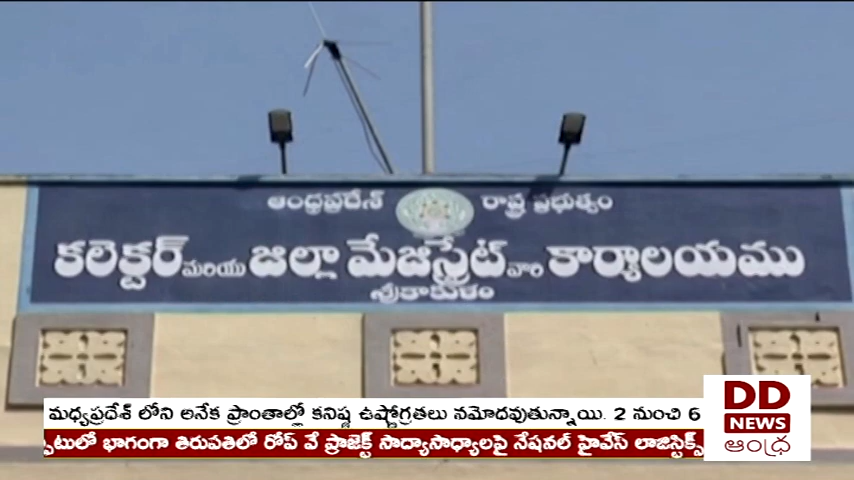 ఆంధ్రప్రదేశ్ రాష్ట్ర ప్రభుత్వం
కలెక్టర్ మరియు జిల్లా మేజిస్ట్రేట్ వారి కార్యాలయము
శ్రీకాకుళం
మధ్యప్రదేశ్ లోని అనేక ప్రాంతాల్లో కనిష్ఠ ఉష్ణోగ్రతలు నమోదవుతున్నాయి. 2 నుంచి 6
భాగంగా తిరుపతిలో రోప్ వే ప్రాజెక్ట్ సాద్యాసాధ్యాలపై నేషనల్ హైవేస్ లాజిస్టిక్స్
DD
NEWS
ఆంధ్ర